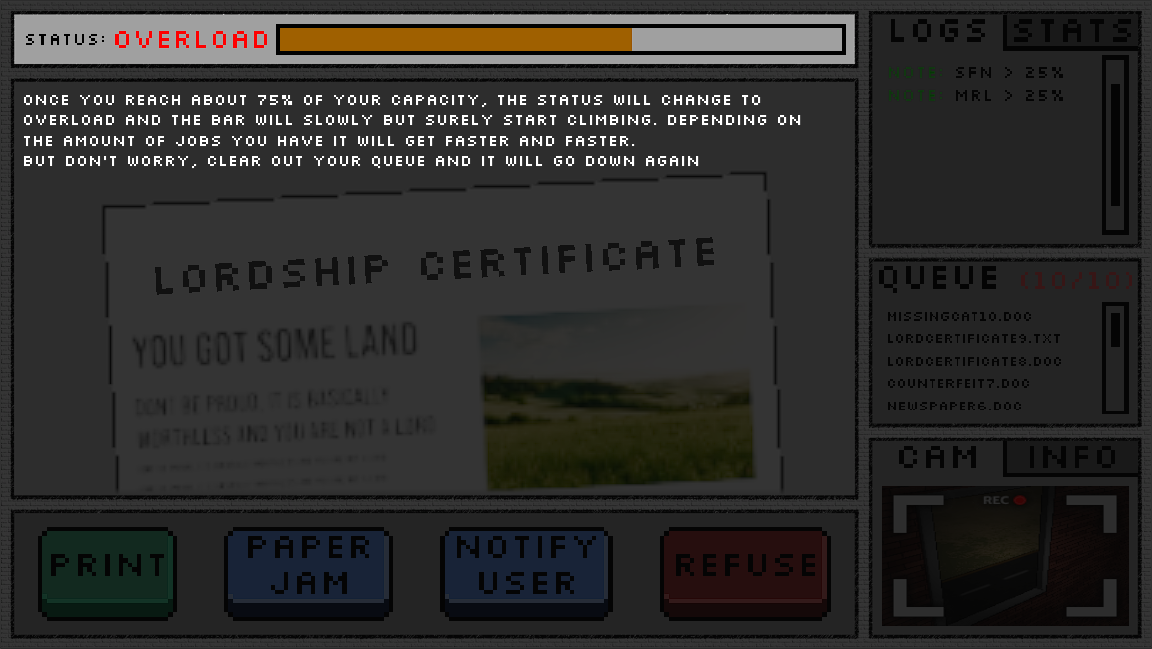 STATUS: OVERLOAD
ONCE YOU REACH ABOUT 75% OF YOUR CAPACITY, THE STATUS WILL CHANGE TO
OVERLOAD AND THE BAR WILL SLOWLY BUT SURELY START CLIMBING. DEPENDING ON
THE AMOUNT OF JOBS YOU HAVE IT WILL GET FASTER AND FASTER.
BUT DON'T WORRY, CLEAR OUT YOUR QUEUE AND IT WILL GO DOWN AGAIN
LORDSHIP CERTIFICATE
YOU GOT SOME LAND
DONT BE PROUD. IT IS BASICALLY
WORTHLESS AND YOU ARE NOT A LORD
PRINT
PAPER
JAM
NOTIFY
USER
REFUSE
LOGS STATS
NOTE: SFN > 25%
NOTE: MRL > 25%
QUEUE (10/10)
MISSINGCAT10.DOC
LORDCERTIFICATE9.TXT
LORDCERTIFICATE8.DOC
COUNTERFEIT7.DOC
NEWSPAPER6.DOC
CAM INFO
REC